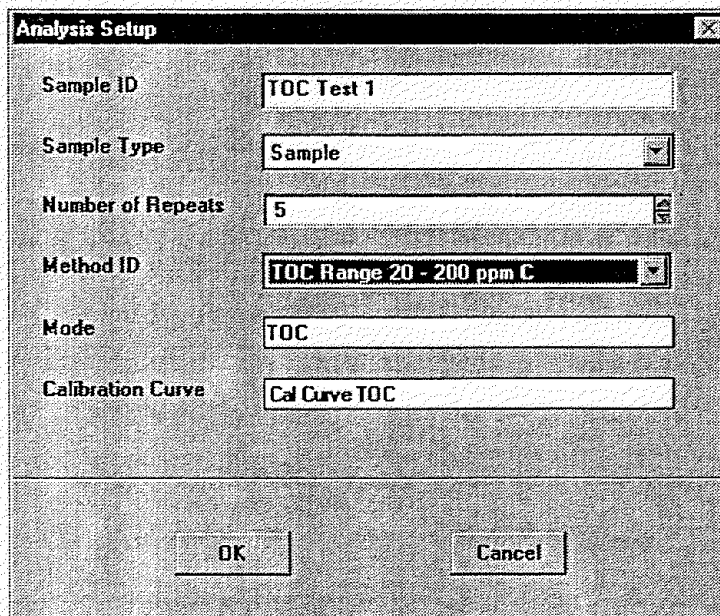 Analysis Setup
Sample ID TOC Test 1
Sample Type Sample
Number of Repeats 5
Method ID TOC Range 20 - 200 ppm C
Mode TOC
Calibration Curve Cal Curve TOC
OK Cancel